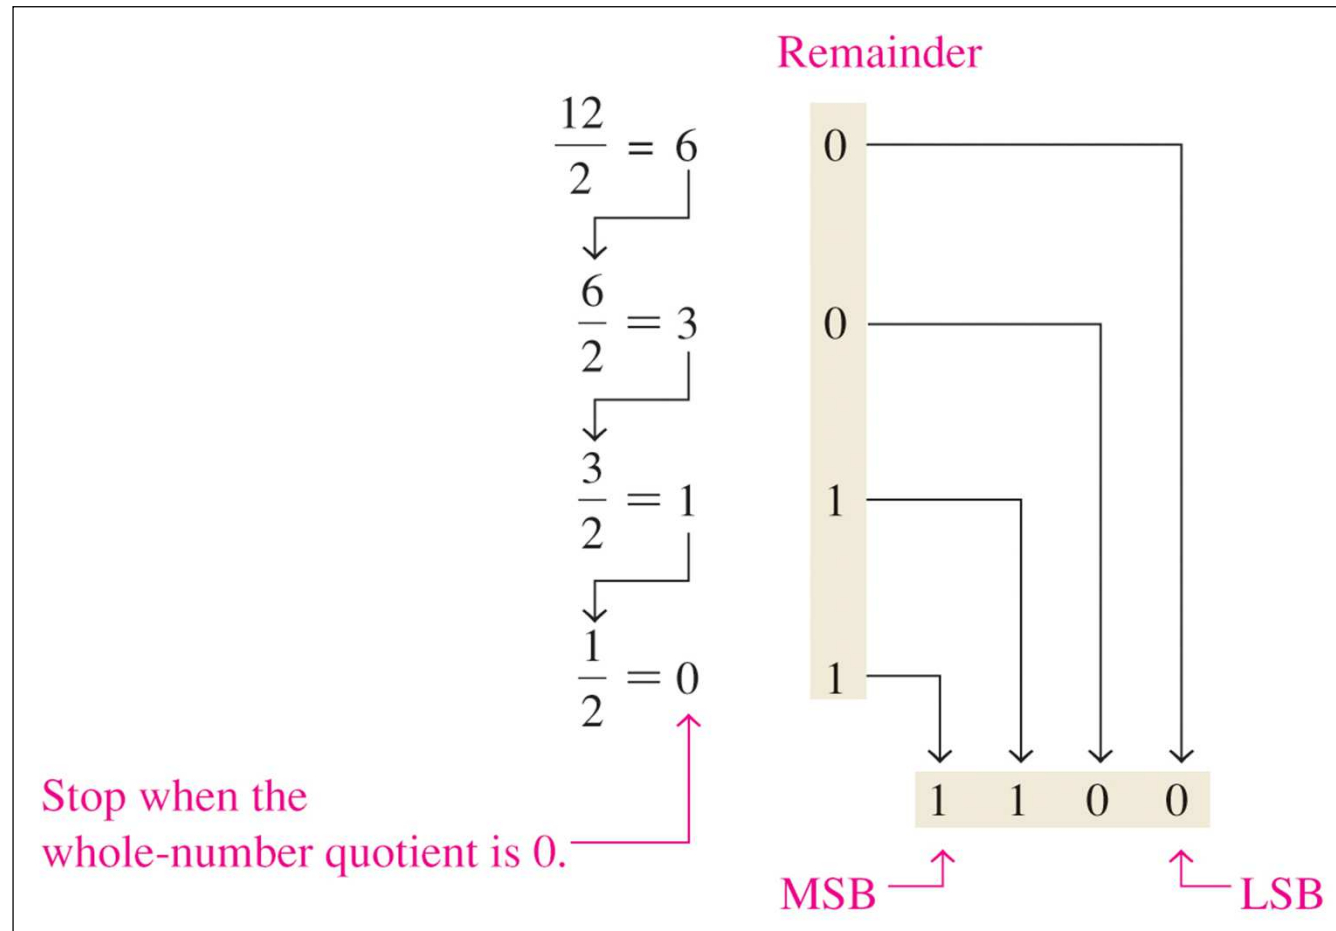 Remainder
12/2 = 6 0
6/2 = 3 0
3/2 = 1 1
1/2 = 0 1
Stop when the
whole-number quotient is 0.
1 1 0 0
MSB LSB